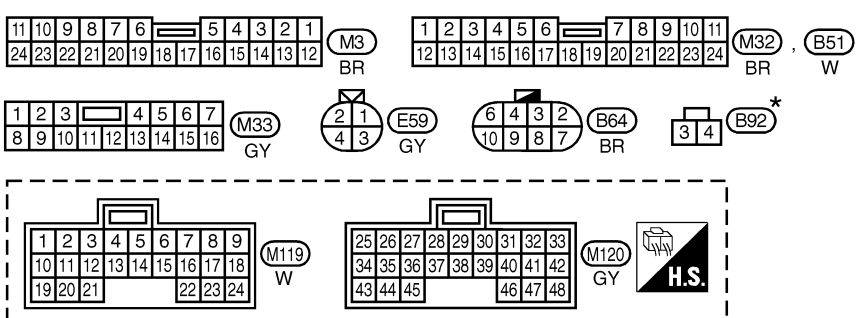 11 10 9 8 7 6 5 4 3 2 1
24 23 22 21 20 19 18 17 16 15 14 13 12
M3
BR
1 2 3 4 5 6 7 8 9 10 11
12 13 14 15 16 17 18 19 20 21 22 23 24
M32 , B51
BR W
1 2 3 4 5 6 7
8 9 10 11 12 13 14 15 16
M33
GY
2 1
4 3
E59
GY
6 4 3 2
10 9 8 7
B64
BR
3 4
B92 *
1 2 3 4 5 6 7 8 9
10 11 12 13 14 15 16 17 18
19 20 21 22 23 24
M119
W
25 26 27 28 29 30 31 32 33
34 35 36 37 38 39 40 41 42
43 44 45 46 47 48
M120
GY
H.S.